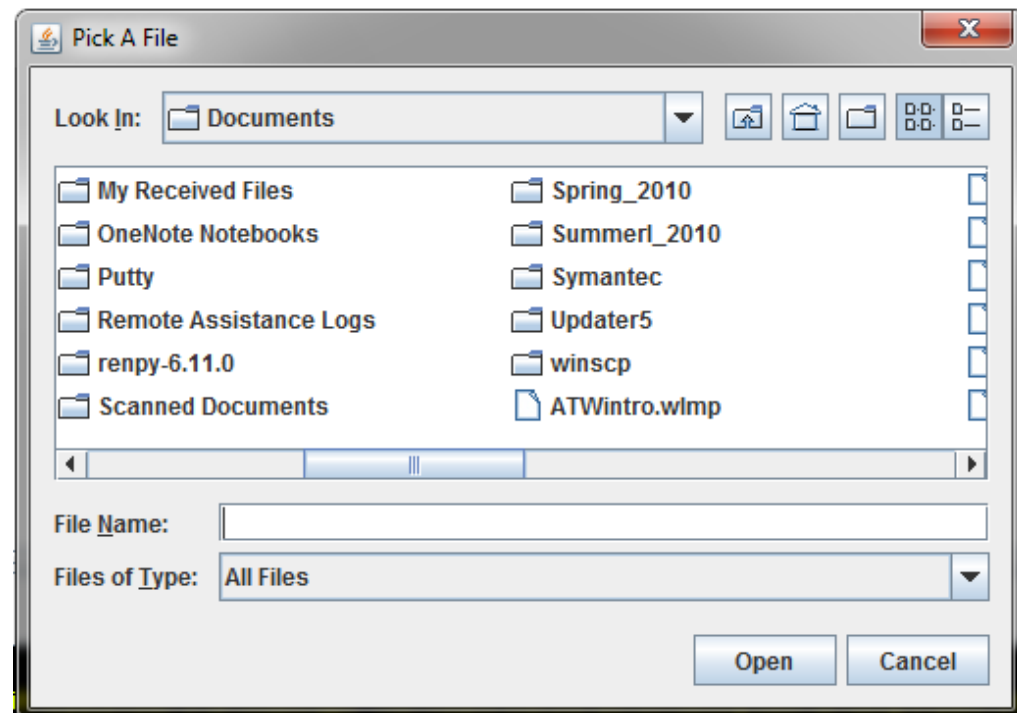 Pick A File
Look In: Documents
My Received Files
OneNote Notebooks
Putty
Remote Assistance Logs
renpy-6.11.0
Scanned Documents
Spring_2010
SummerI_2010
Symantec
Updater5
winscp
ATWintro.wlmp
File Name:
Files of Type: All Files
Open Cancel